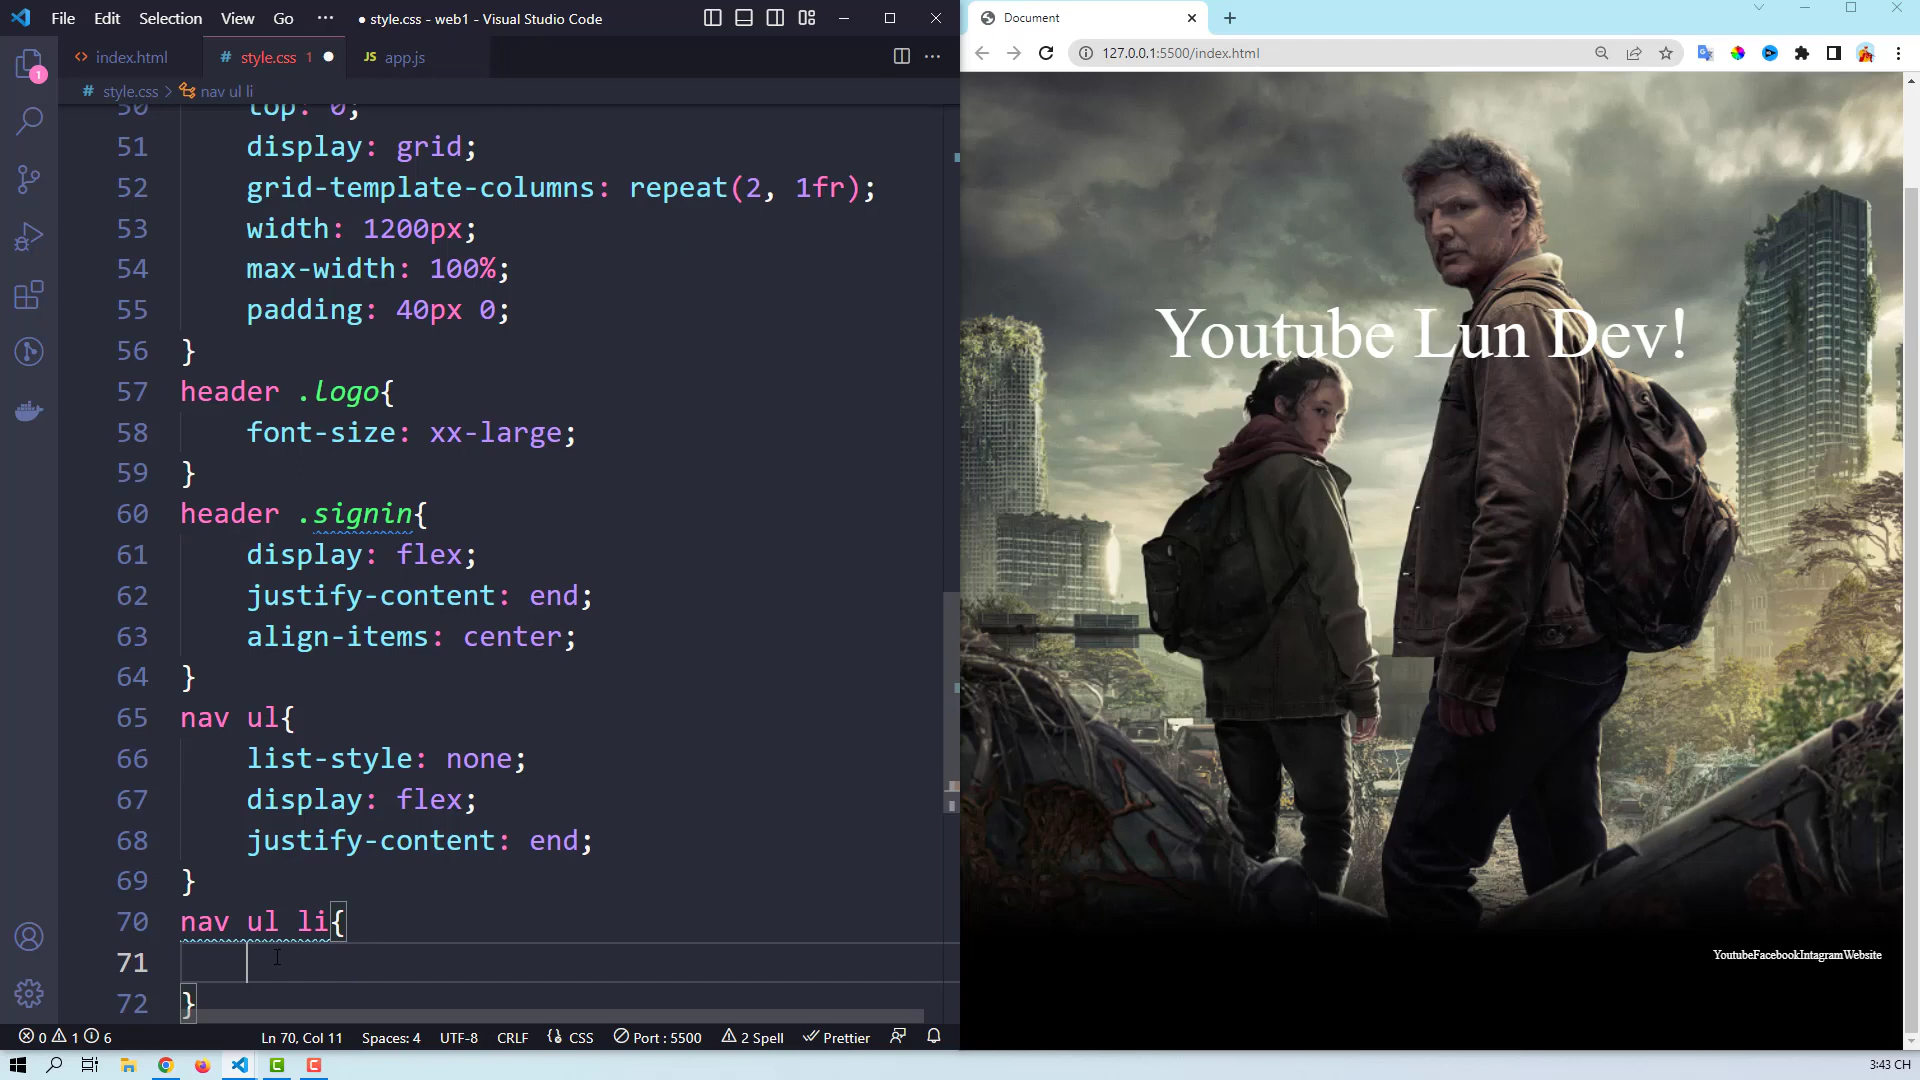 File Edit Selection View Go ··· ● style.css - web1 - Visual Studio Code
<> index.html # style.css 1 ● JS app.js
# style.css > nav ul li
50 top: 0;
51 display: grid;
52 grid-template-columns: repeat(2, 1fr);
53 width: 1200px;
54 max-width: 100%;
55 padding: 40px 0;
56 }
57 header .logo{
58 font-size: xx-large;
59 }
60 header .signin{
61 display: flex;
62 justify-content: end;
63 align-items: center;
64 }
65 nav ul{
66 list-style: none;
67 display: flex;
68 justify-content: end;
69 }
70 nav ul li{
71
72 }
1
0 1 6 Ln 70, Col 11 Spaces: 4 UTF-8 CRLF {} CSS Port : 5500 2 Spell Prettier
Document
127.0.0.1:5500/index.html
Youtube Lun Dev!
YoutubeFacebookIntagramWebsite
3:43 CH